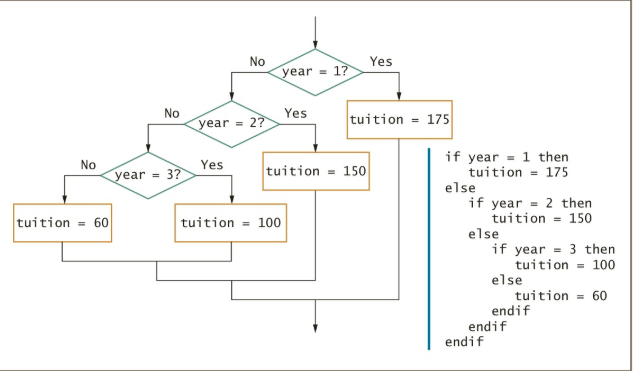 No
year = 1?
Yes
No
year = 2?
Yes
tuition = 175
No
year = 3?
Yes
tuition = 150
tuition = 60
tuition = 100
if year = 1 then
   tuition = 175
else
   if year = 2 then
      tuition = 150
   else
      if year = 3 then
         tuition = 100
      else
         tuition = 60
      endif
   endif
endif